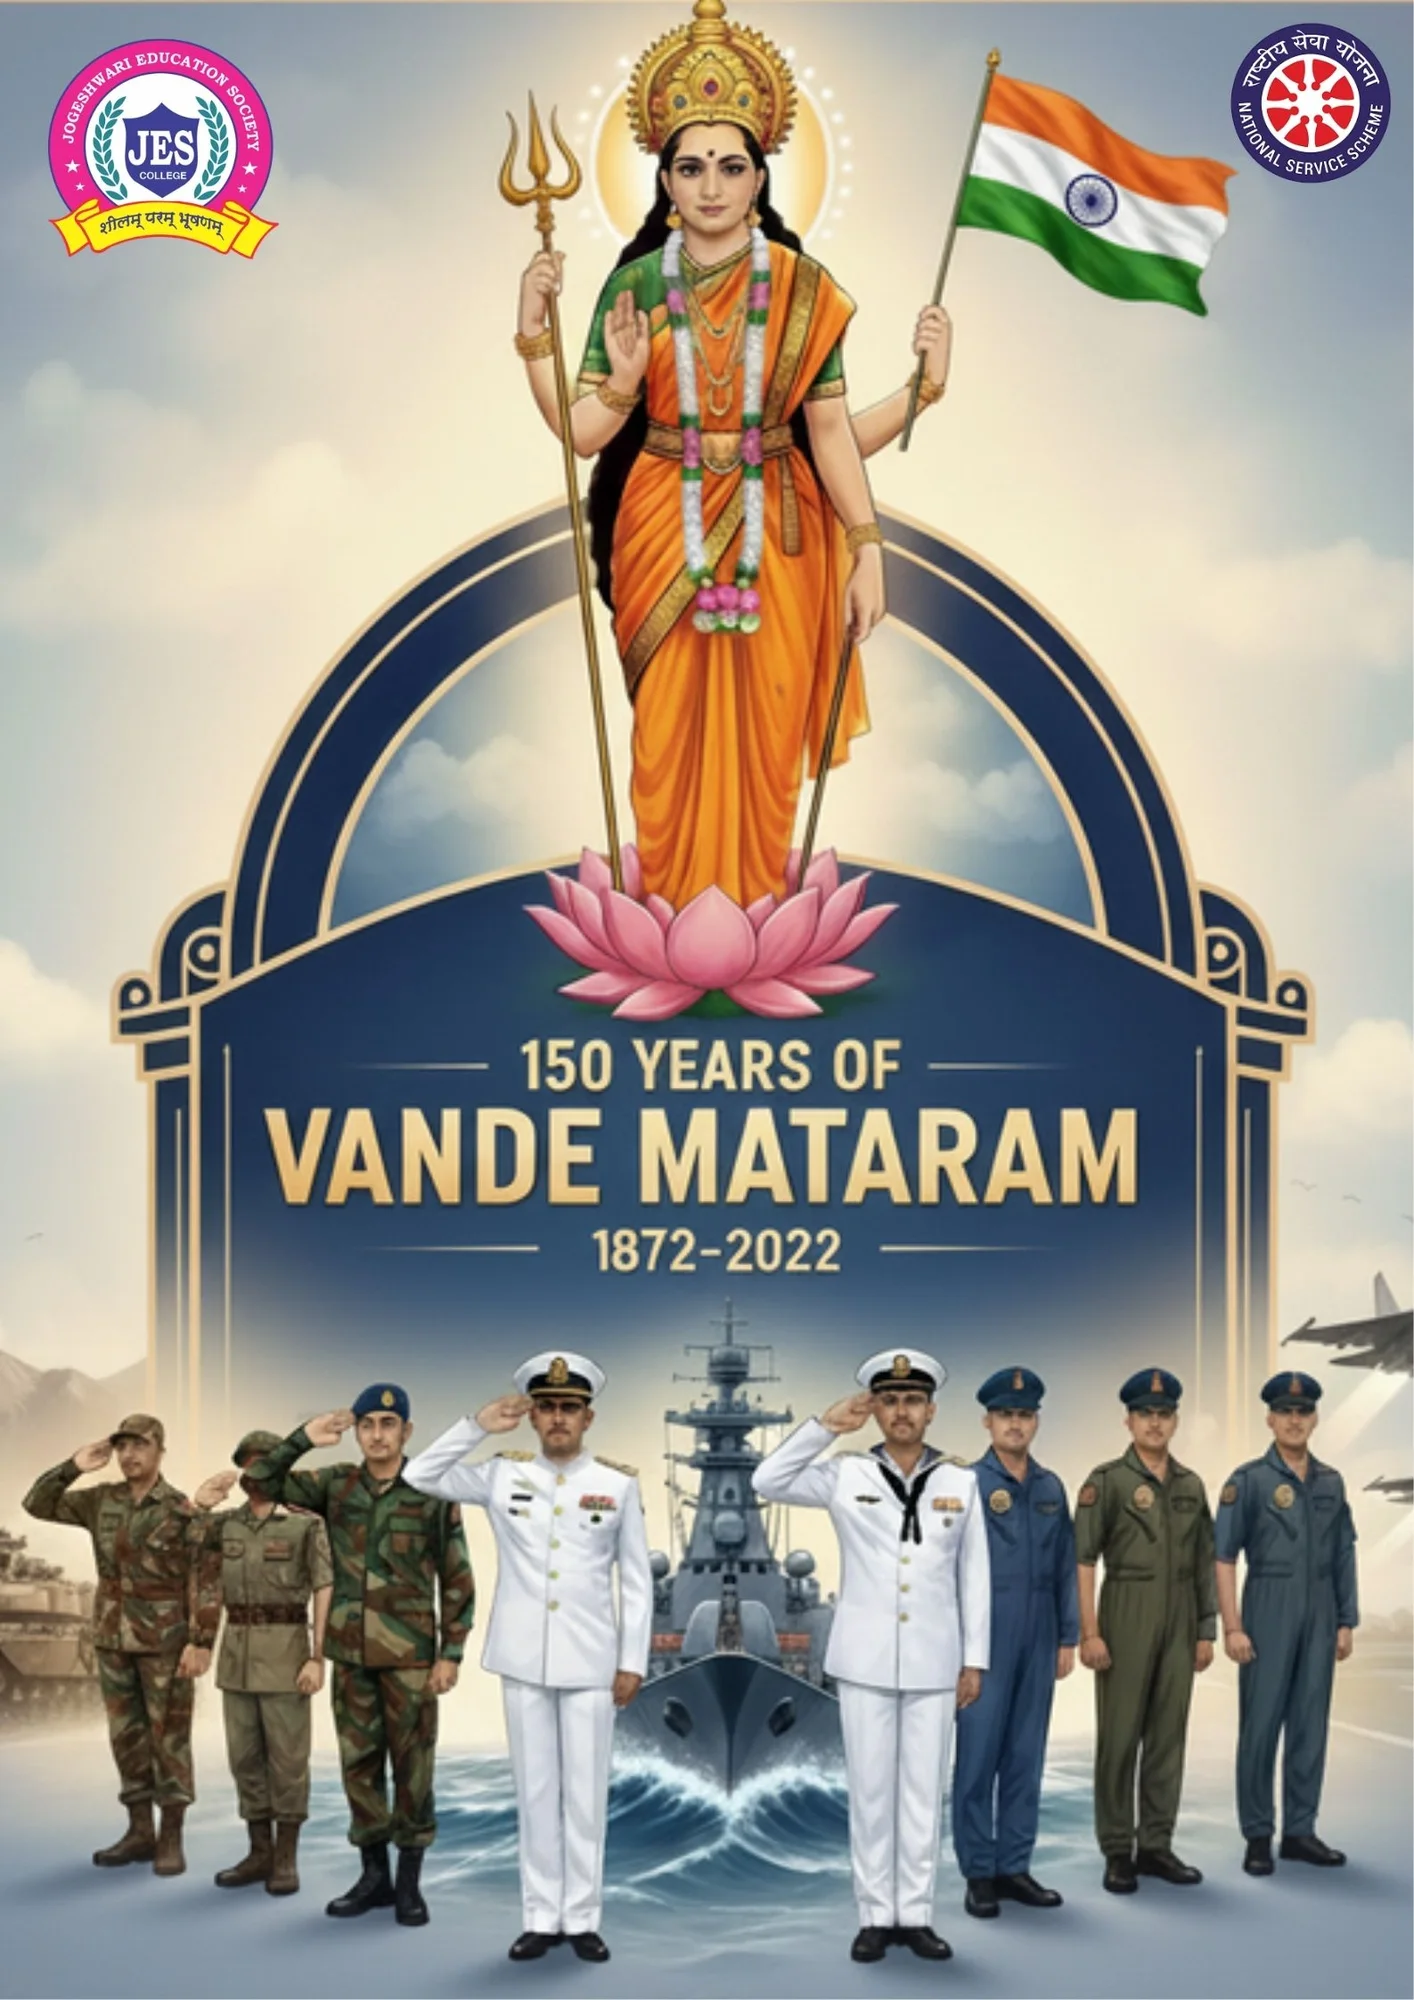 JOGESHWARI EDUCATION SOCIETY
JES
COLLEGE
शीलम् परम् भूषणम्
राष्ट्रीय सेवा योजना
NATIONAL SERVICE SCHEME
150 YEARS OF
VANDE MATARAM
1872-2022